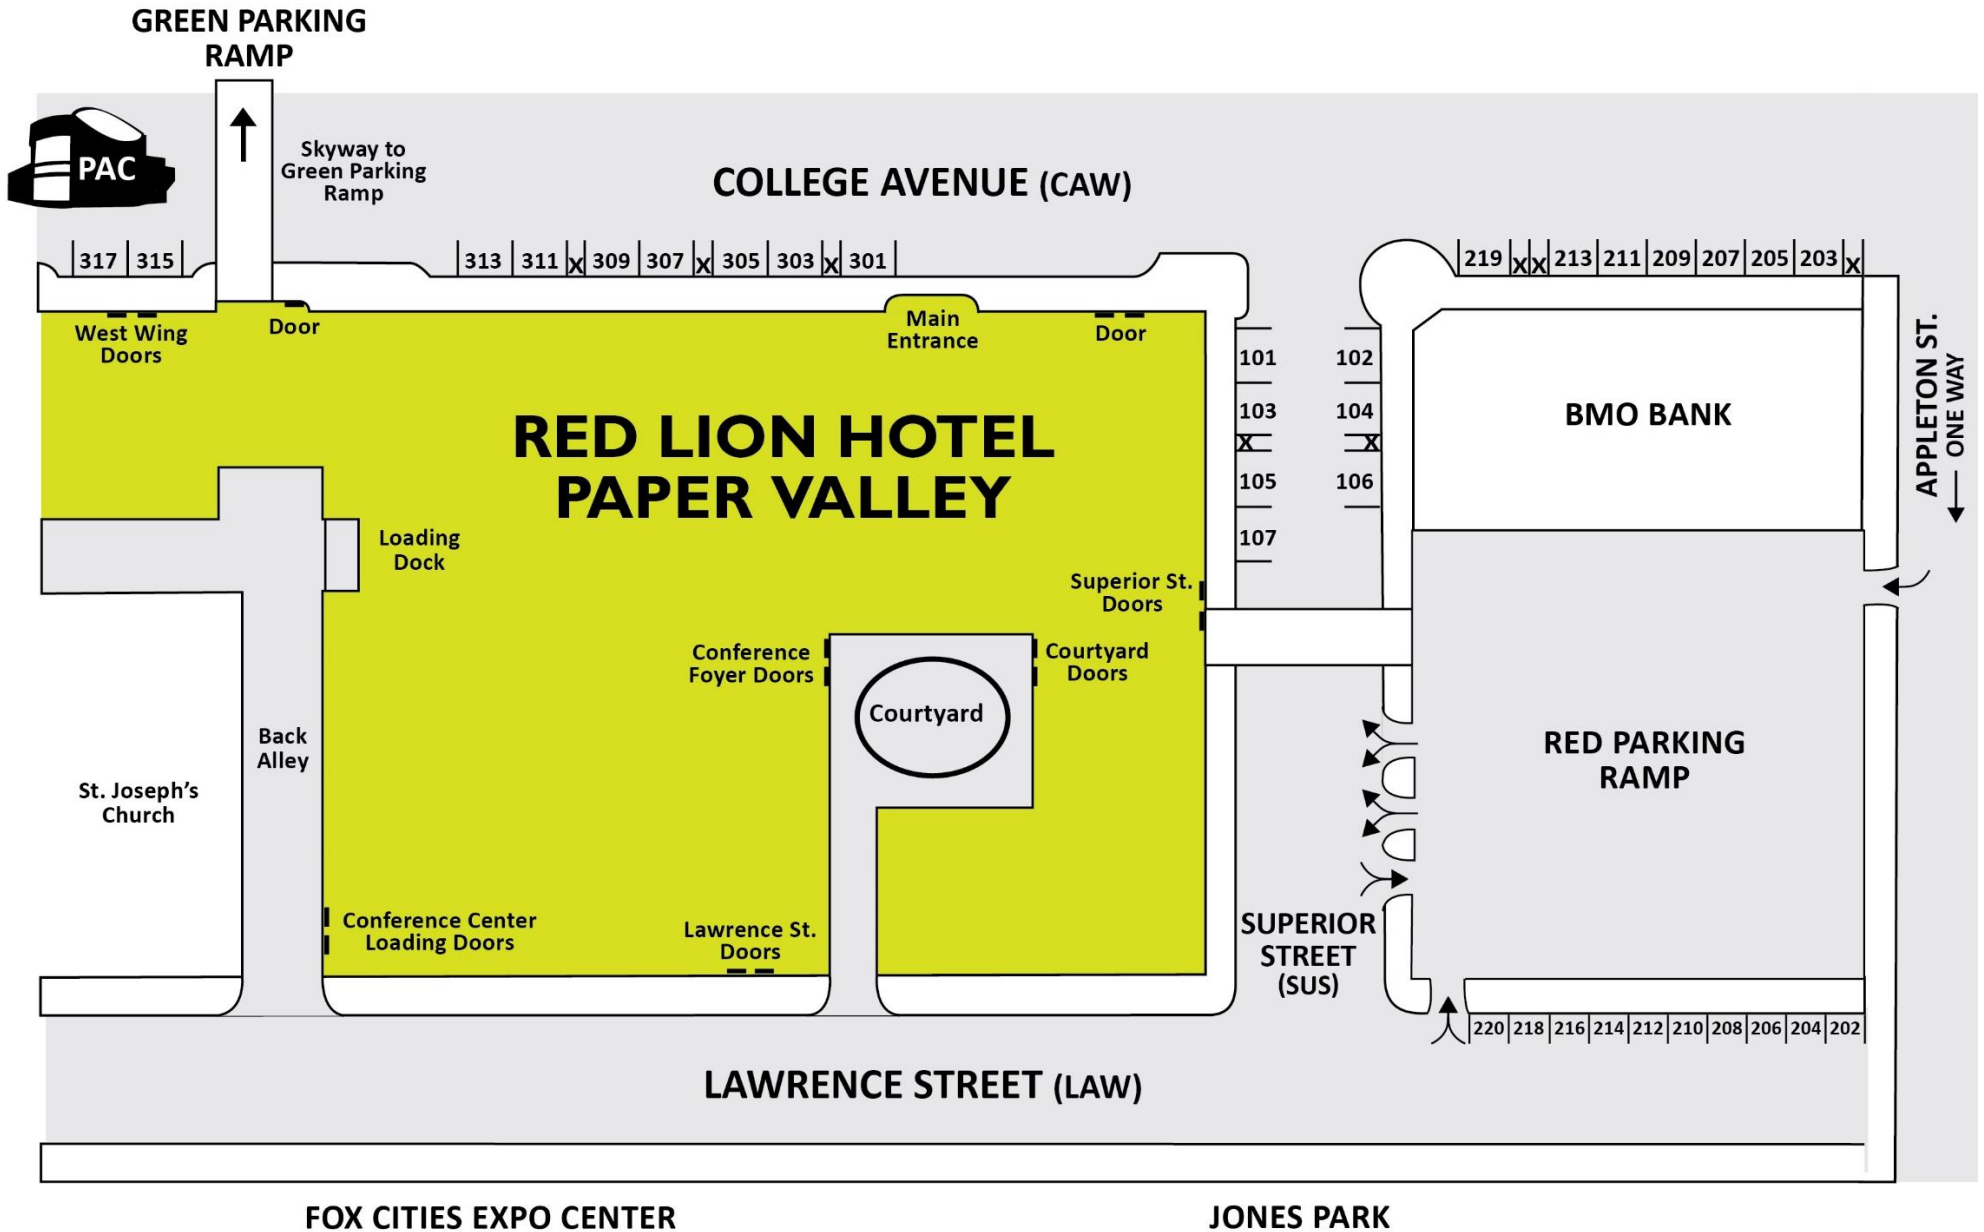 GREEN PARKING
RAMP
PAC
Skyway to
Green Parking
Ramp
COLLEGE AVENUE (CAW)
317 315
313 311 X 309 307 X 305 303 X 301
219 X X 213 211 209 207 205 203 X
West Wing
Doors
Door
Main
Entrance
Door
101
103
X
105
107
102
104
X
106
BMO BANK
APPLETON ST.
ONE WAY
RED LION HOTEL
PAPER VALLEY
Loading
Dock
Superior St.
Doors
Conference
Foyer Doors
Courtyard
Doors
Courtyard
Back
Alley
St. Joseph’s
Church
RED PARKING
RAMP
Conference Center
Loading Doors
Lawrence St.
Doors
SUPERIOR
STREET
(SUS)
220 218 216 214 212 210 208 206 204 202
LAWRENCE STREET (LAW)
FOX CITIES EXPO CENTER
JONES PARK